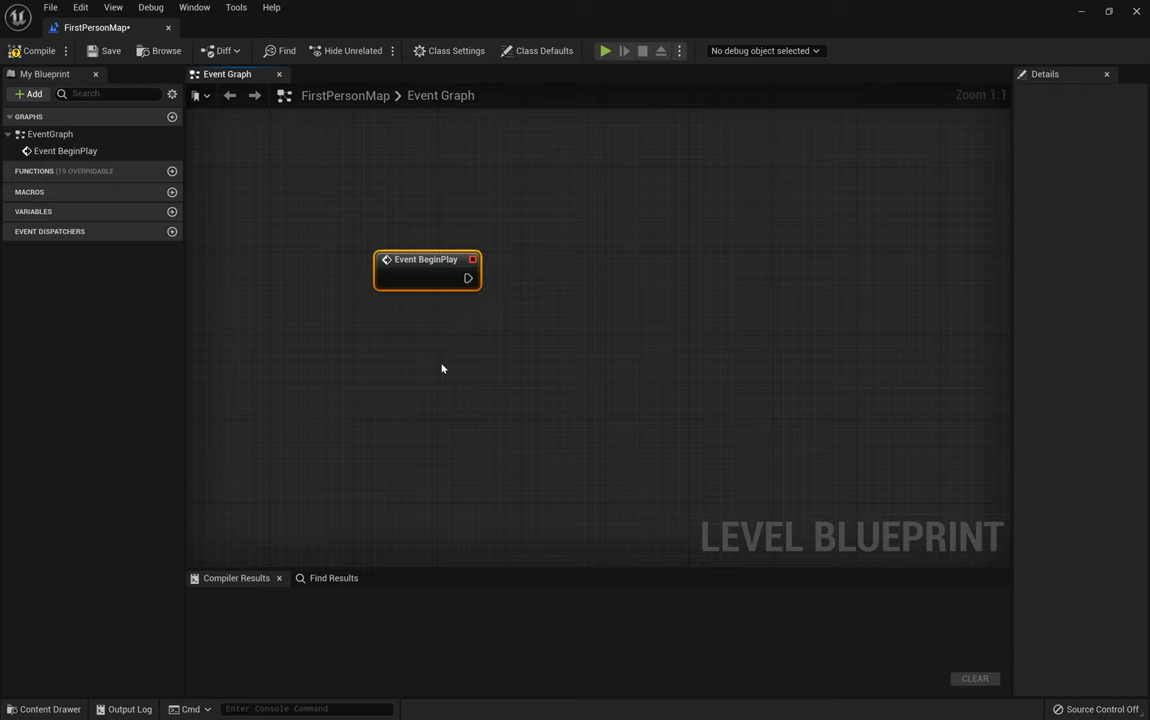 File Edit View Debug Window Tools Help
FirstPersonMap*
Compile Save Browse Diff Find Hide Unrelated Class Settings Class Defaults No debug object selected
My Blueprint
Event Graph
Details
Add Search
FirstPersonMap > Event Graph
Zoom 1:1
GRAPHS
EventGraph
Event BeginPlay
FUNCTIONS (19 OVERRIDABLE
MACROS
VARIABLES
EVENT DISPATCHERS
Event BeginPlay
LEVEL BLUEPRINT
Compiler Results Find Results
CLEAR
Content Drawer Output Log Cmd Enter Console Command Source Control Off